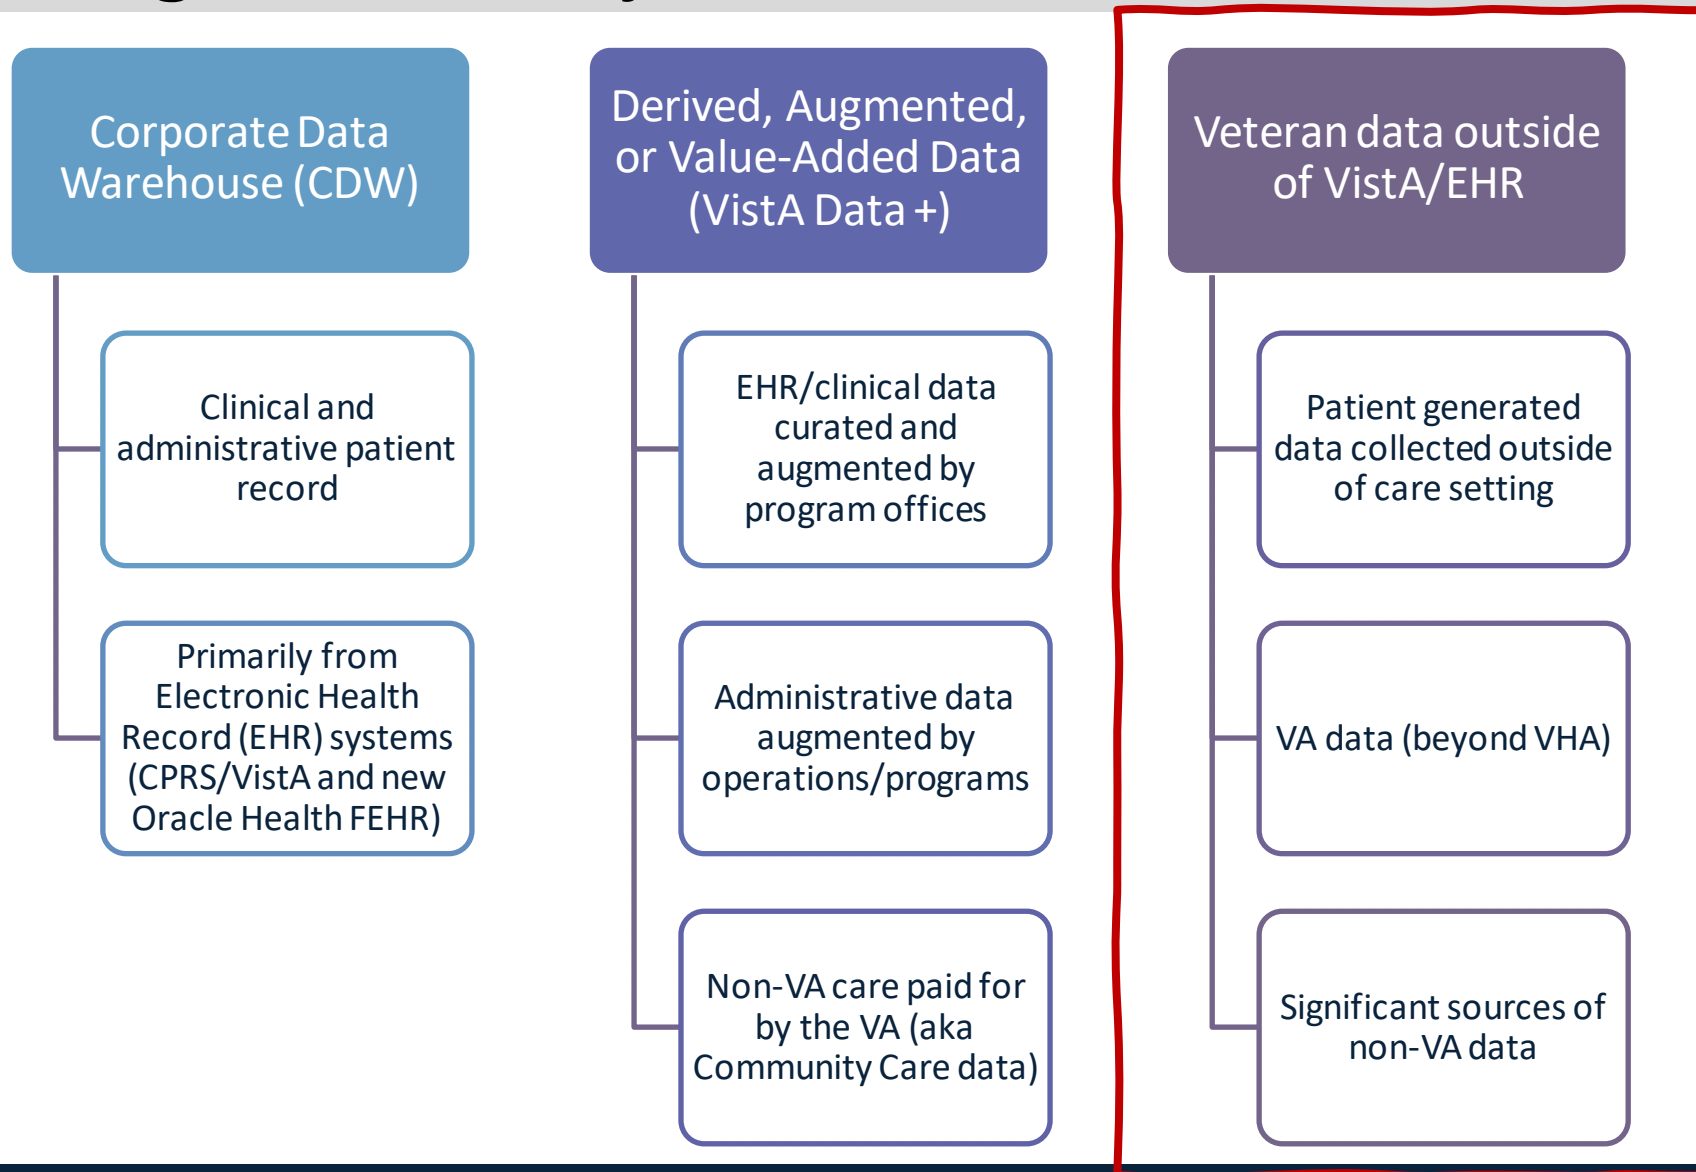 Corporate Data
Warehouse (CDW)
Clinical and
administrative patient
record
Primarily from
Electronic Health
Record (EHR) systems
(CPRS/VistA and new
Oracle Health FEHR)
Derived, Augmented,
or Value-Added Data
(VistA Data +)
EHR/clinical data
curated and
augmented by
program offices
Administrative data
augmented by
operations/programs
Non-VA care paid for
by the VA (aka
Community Care data)
Veteran data outside
of VistA/EHR
Patient generated
data collected outside
of care setting
VA data (beyond VHA)
Significant sources of
non-VA data